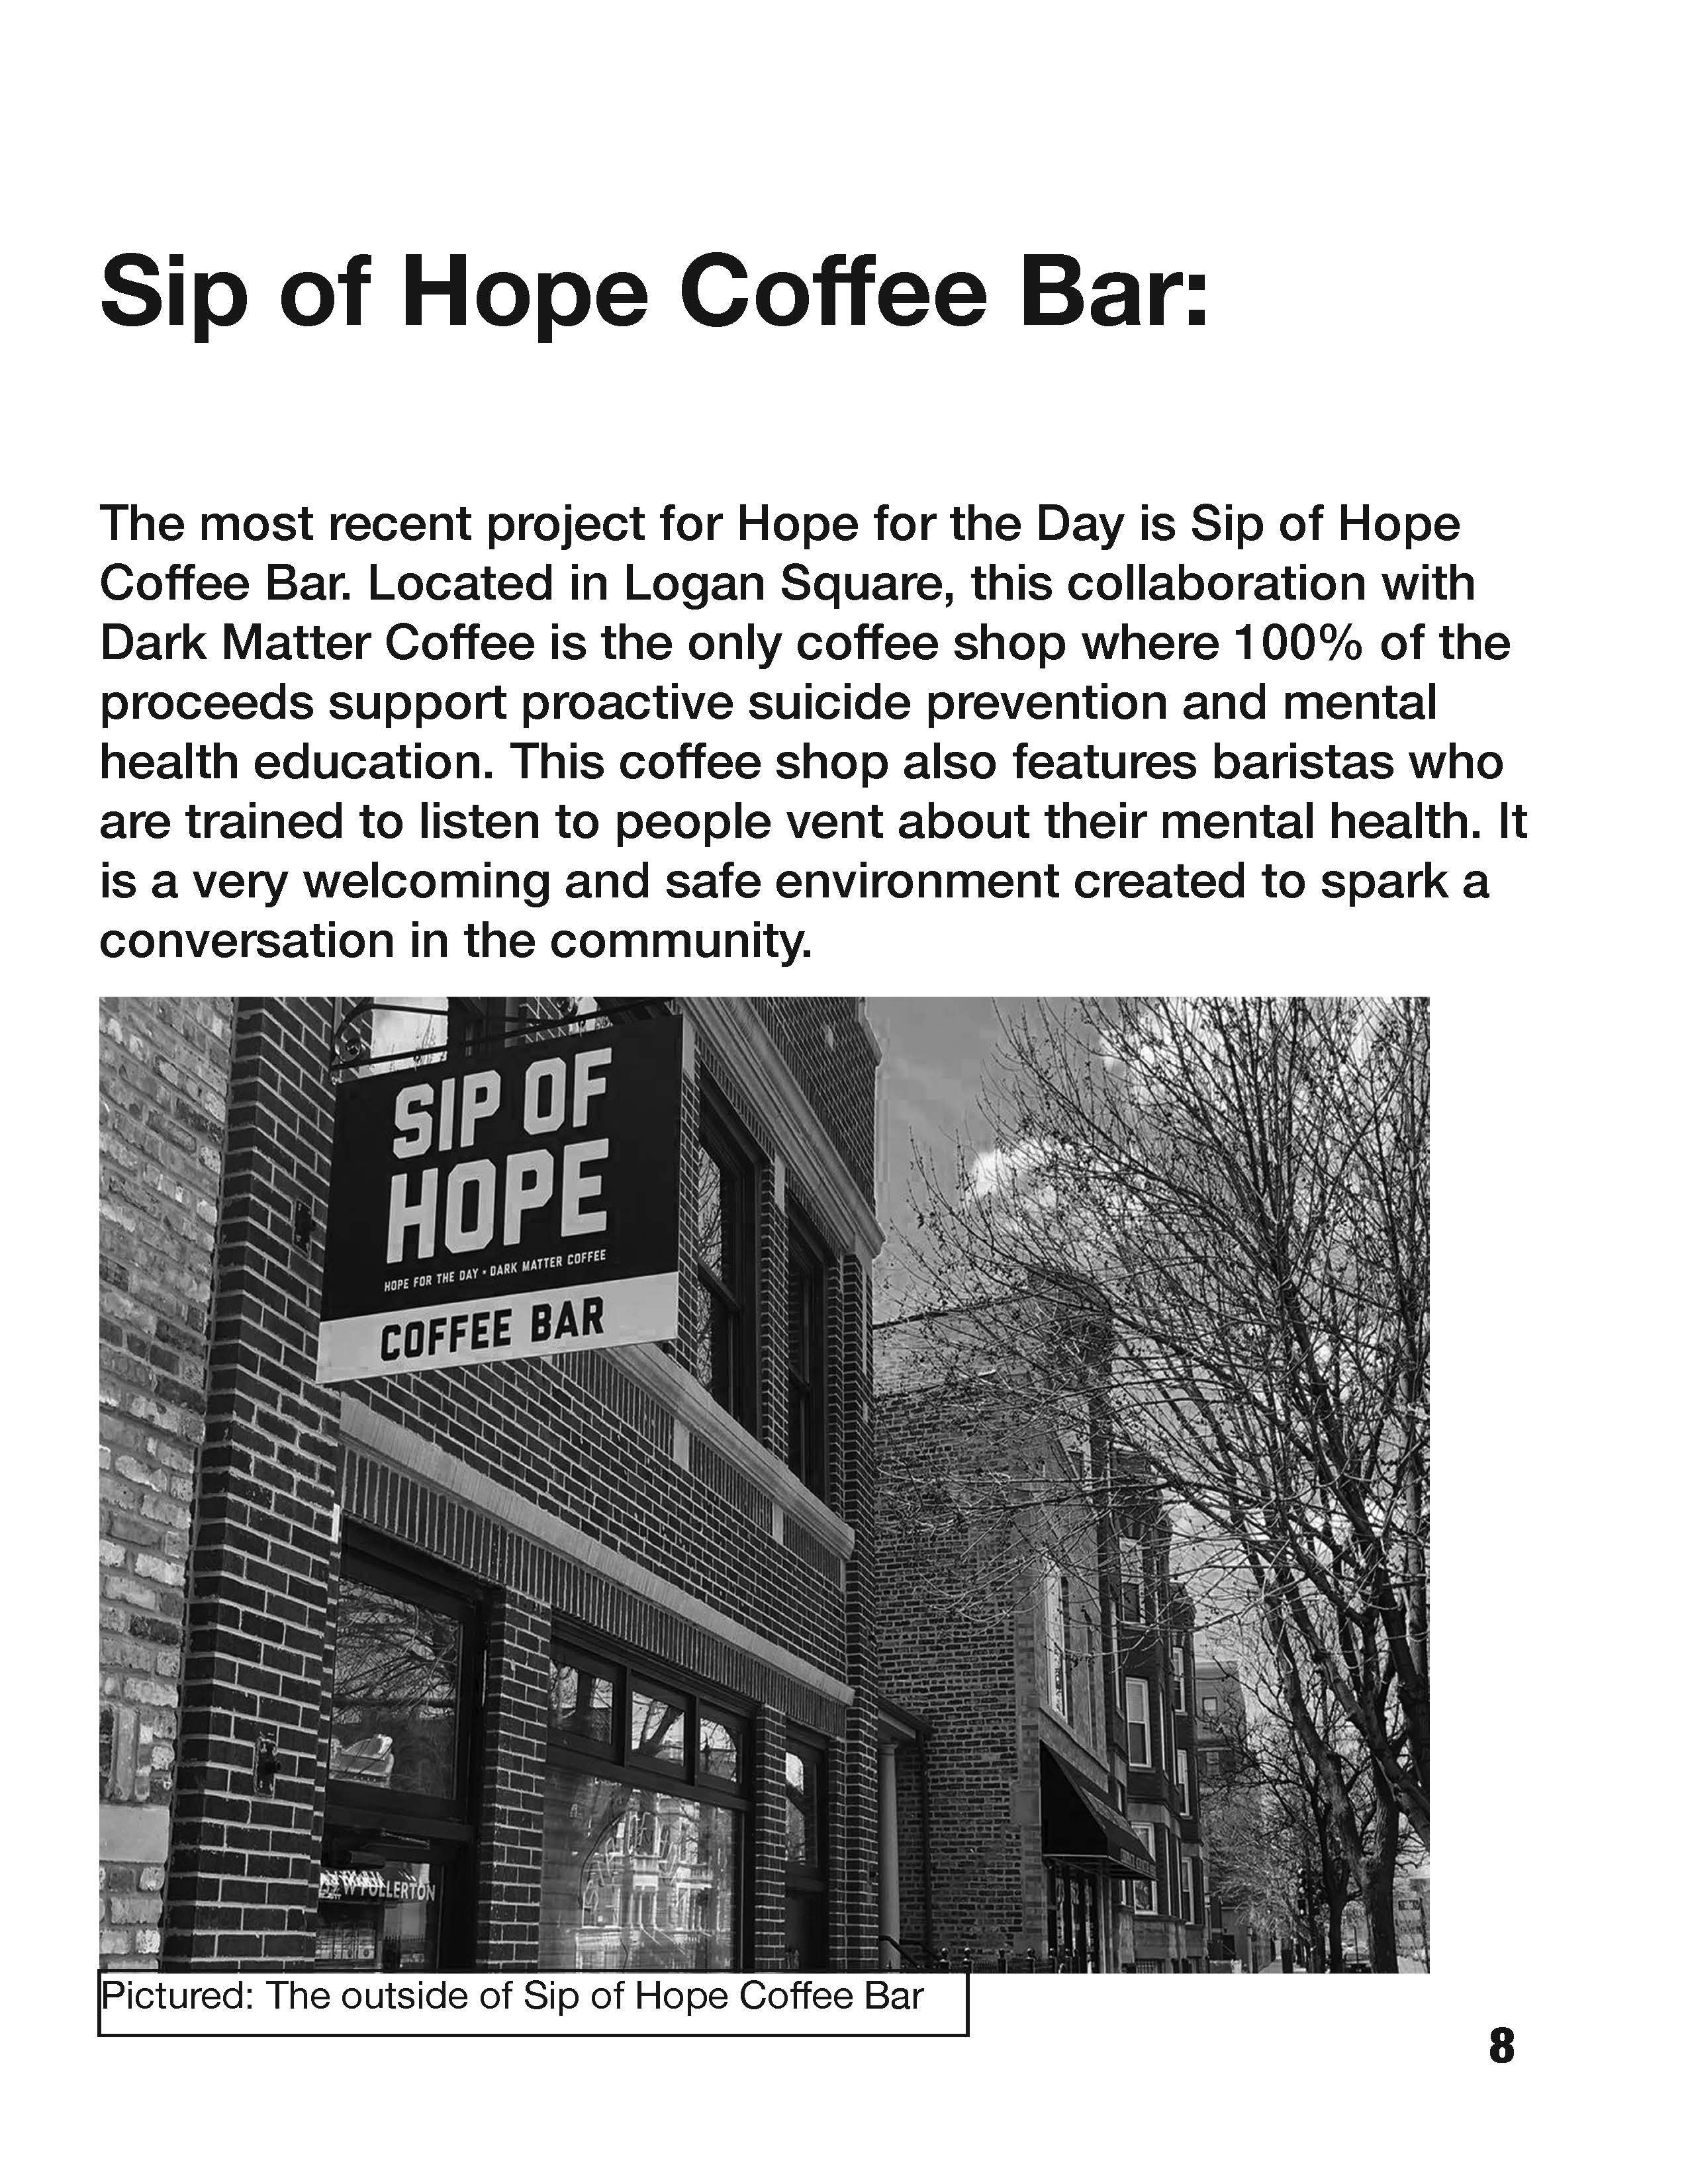 Sip of Hope Coffee Bar:
The most recent project for Hope for the Day is Sip of Hope
Coffee Bar. Located in Logan Square, this collaboration with
Dark Matter Coffee is the only coffee shop where 100% of the
proceeds support proactive suicide prevention and mental
health education. This coffee shop also features baristas who
are trained to listen to people vent about their mental health. It
is a very welcoming and safe environment created to spark a
conversation in the community.
SIP OF
HOPE
HOPE FOR THE DAY • DARK MATTER COFFEE
COFFEE BAR
W FULLERTON
Pictured: The outside of Sip of Hope Coffee Bar
8